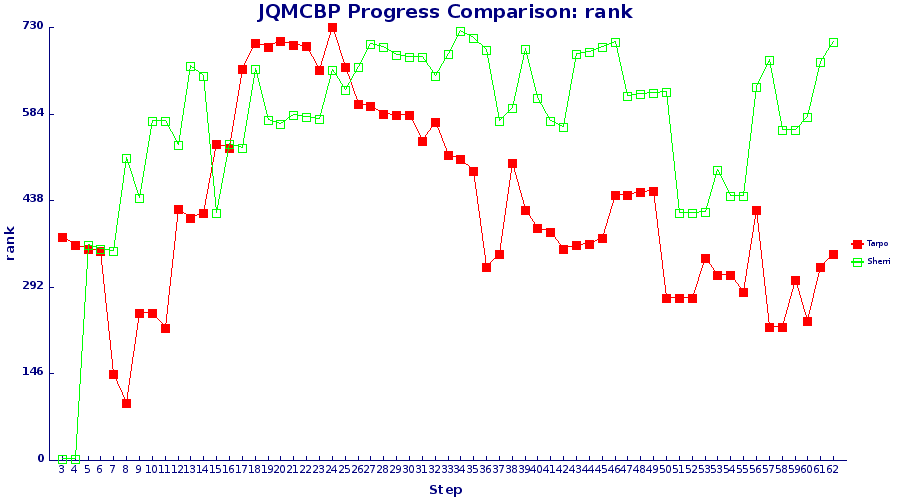 JQMCBP Progress Comparison: rank
730
584
438
292
146
0
rank
3 4 5 6 7 8 9 10 11 12 13 14 15 16 17 18 19 20 21 22 23 24 25 26 27 28 29 30 31 32 33 34 35 36 37 38 39 40 41 42 43 44 45 46 47 48 49 50 51 52 53 54 55 56 57 58 59 60 61 62
Step
Tarpo
Sherri